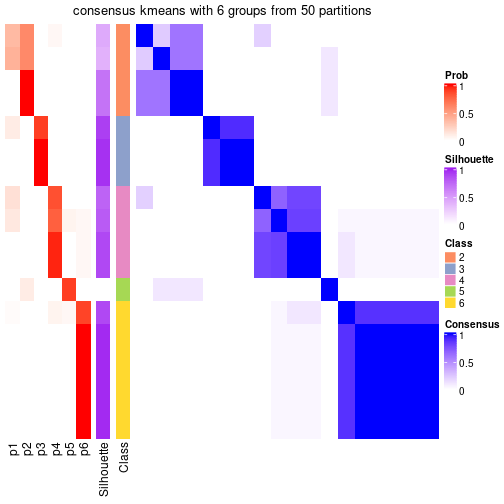 consensus kmeans with 6 groups from 50 partitions
Prob
1
0.5
0
Silhouette
1
0.5
0
Class
2
3
4
5
6
Consensus
1
0.5
0
p1
p2
p3
p4
p5
p6
Silhouette
Class